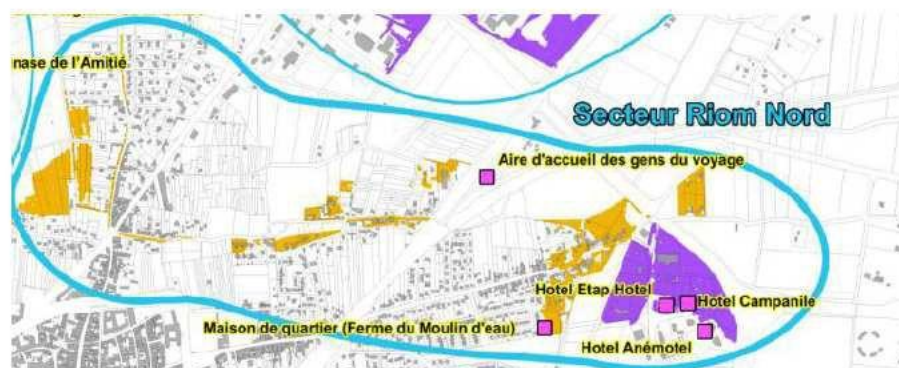 nase de l'Amitié
Secteur Riom Nord
Aire d'accueil des gens du voyage
Hotel Etap Hotel
Hotel Campanile
Maison de quartier (Ferme du Moulin d'eau)
Hotel Anémotel